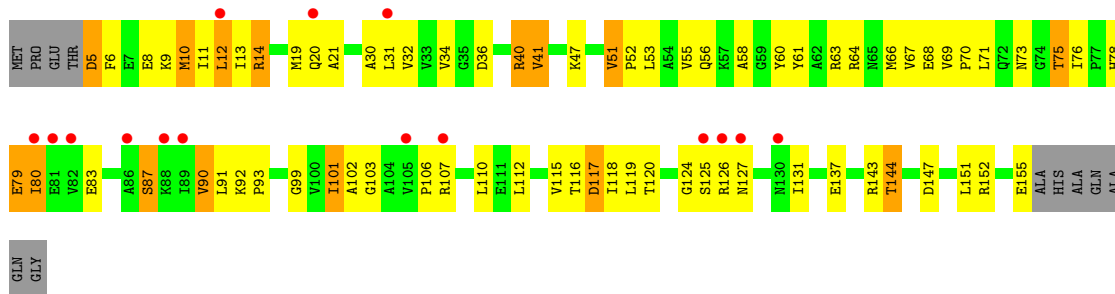 MET PRO GLU THR D5 F6 E7 E8 K9 M10 I11 L12 I13 R14 M19 Q20 A21 A30 L31 V32 V33 V34 G35 D36 R40 V41 K47 V51 P52 L53 A54 V55 Q56 K57 A58 G59 Y60 Y61 A62 R63 R64 N65 M66 V67 E68 V69 P70 L71 Q72 N73 G74 T75 I76 P77 H78
E79 I80 E81 V82 E83 A86 S87 K88 I89 V90 L91 K92 P93 G99 V100 I101 A102 G103 A104 V105 P106 R107 L110 E111 L112 V115 T116 D117 I118 L119 T120 G124 S125 R126 N127 N130 I131 E137 R143 T144 D147 L151 R152 E155 ALA HIS ALA GLN ALA
GLN GLY